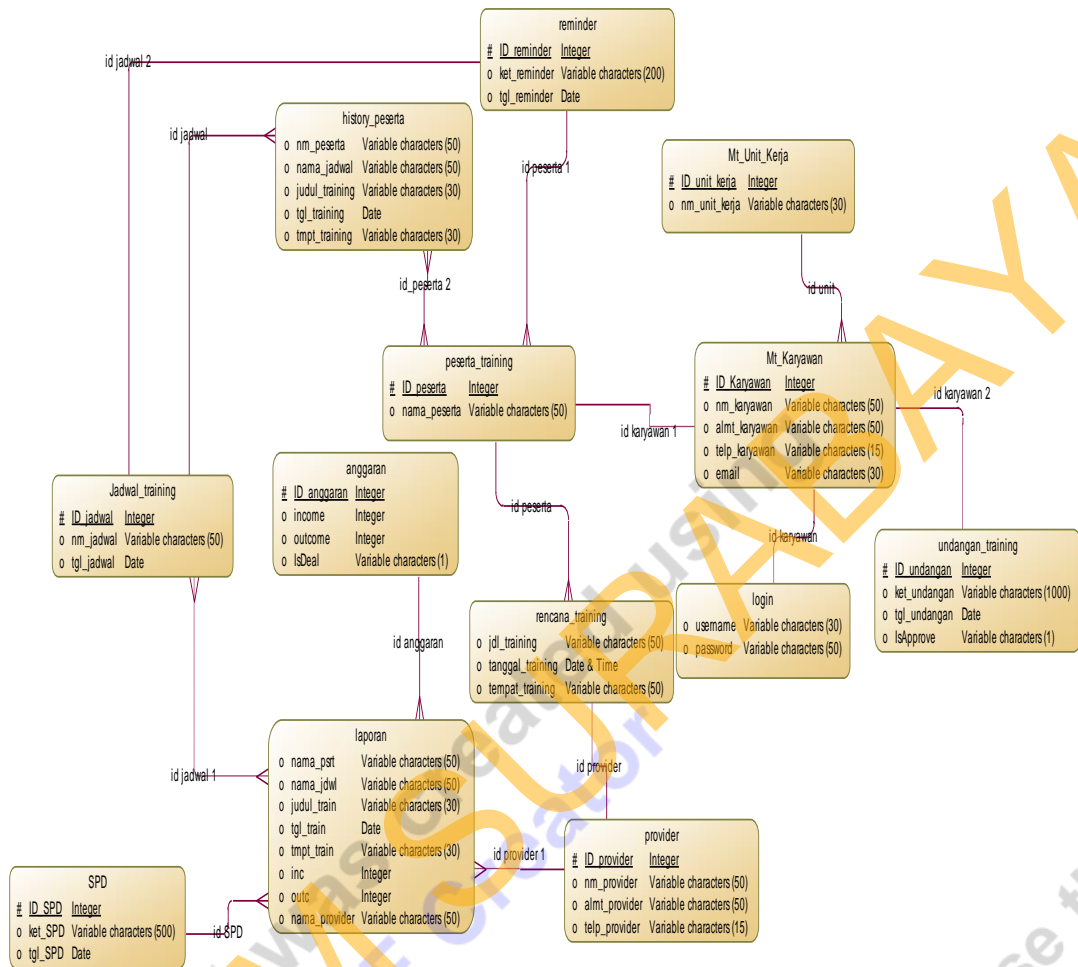 reminder
# ID_reminder Integer
o ket_reminder Variable characters (200)
o tgl_reminder Date
id jadwal 2
history_peserta
o nm_peserta Variable characters (50)
o nama_jadwal Variable characters (50)
o judul_training Variable characters (30)
o tgl_training Date
o tmpt_training Variable characters (30)
id jadwal
id peserta 1
Mt_Unit_Kerja
# ID_unit_kerja Integer
o nm_unit_kerja Variable characters (30)
id_peserta 2
id unit
peserta_training
# ID_peserta Integer
o nama_peserta Variable characters (50)
Mt_Karyawan
# ID_Karyawan Integer
o nm_karyawan Variable characters (50)
o almt_karyawan Variable characters (50)
o telp_karyawan Variable characters (15)
o email Variable characters (30)
id karyawan 1
id karyawan 2
anggaran
# ID_anggaran Integer
o income Integer
o outcome Integer
o IsDeal Variable characters (1)
Jadwal_training
# ID_jadwal Integer
o nm_jadwal Variable characters (50)
o tgl_jadwal Date
id peserta
id karyawan
undangan_training
# ID_undangan Integer
o ket_undangan Variable characters (1000)
o tgl_undangan Date
o IsApprove Variable characters (1)
login
o username Variable characters (30)
o password Variable characters (50)
rencana_training
o jdl_training Variable characters (50)
o tanggal_training Date & Time
o tempat_training Variable characters (50)
id anggaran
laporan
o nama_psrt Variable characters (50)
o nama_jdwl Variable characters (50)
o judul_train Variable characters (30)
o tgl_train Date
o tmpt_train Variable characters (30)
o inc Integer
o outc Integer
o nama_provider Variable characters (50)
id jadwal 1
id provider
id provider 1
provider
# ID_provider Integer
o nm_provider Variable characters (50)
o almt_provider Variable characters (50)
o telp_provider Variable characters (15)
SPD
# ID_SPD Integer
o ket_SPD Variable characters (500)
o tgl_SPD Date
id SPD
M SURABAYA
was created using
Creator